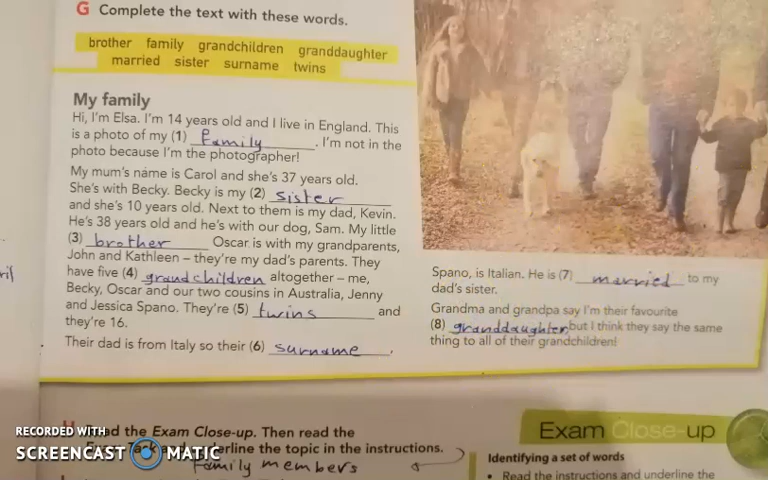 G Complete the text with these words.
brother family grandchildren granddaughter
married sister surname twins
My family
Hi, I'm Elsa. I'm 14 years old and I live in England. This
is a photo of my (1) family. I'm not in the
photo because I'm the photographer!
My mum's name is Carol and she's 37 years old.
She's with Becky. Becky is my (2) sister
and she's 10 years old. Next to them is my dad, Kevin.
He's 38 years old and he's with our dog, Sam. My little
(3) brother Oscar is with my grandparents,
John and Kathleen – they're my dad's parents. They
have five (4) grandchildren altogether – me,
Becky, Oscar and our two cousins in Australia, Jenny
and Jessica Spano. They're (5) twins and
they're 16.
Their dad is from Italy so their (6) surname,
Spano, is Italian. He is (7) married to my
dad's sister.
Grandma and grandpa say I'm their favourite
(8) granddaughter, but I think they say the same
thing to all of their grandchildren!
H Read the Exam Close-up. Then read the
Exam Task and underline the topic in the instructions.
family members
Exam Close-up
Identifying a set of words
• Read the instructions and underline the
RECORDED WITH
SCREENCAST MATIC